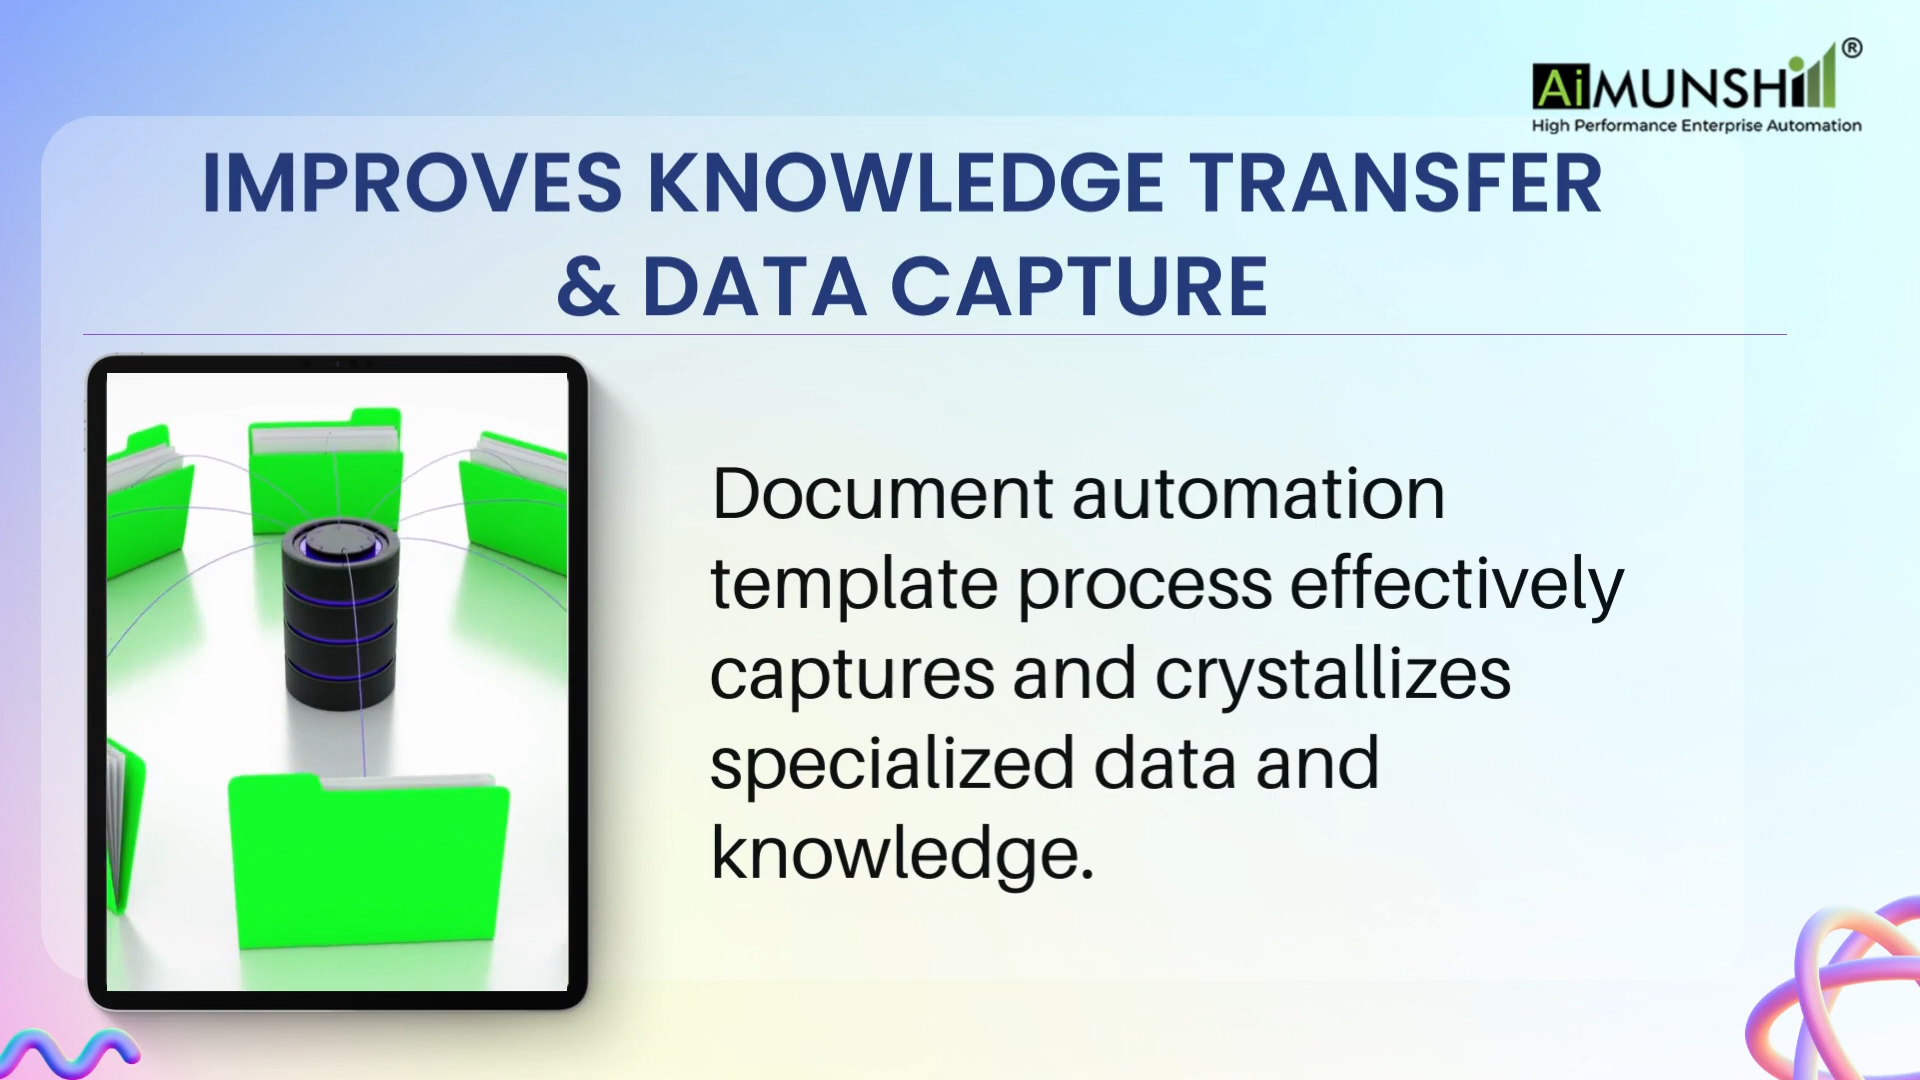 AiMUNSHi®
High Performance Enterprise Automation
IMPROVES KNOWLEDGE TRANSFER
& DATA CAPTURE
Document automation
template process effectively
captures and crystallizes
specialized data and
knowledge.